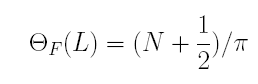 Θ_F(L) = (N + 1/2)/π